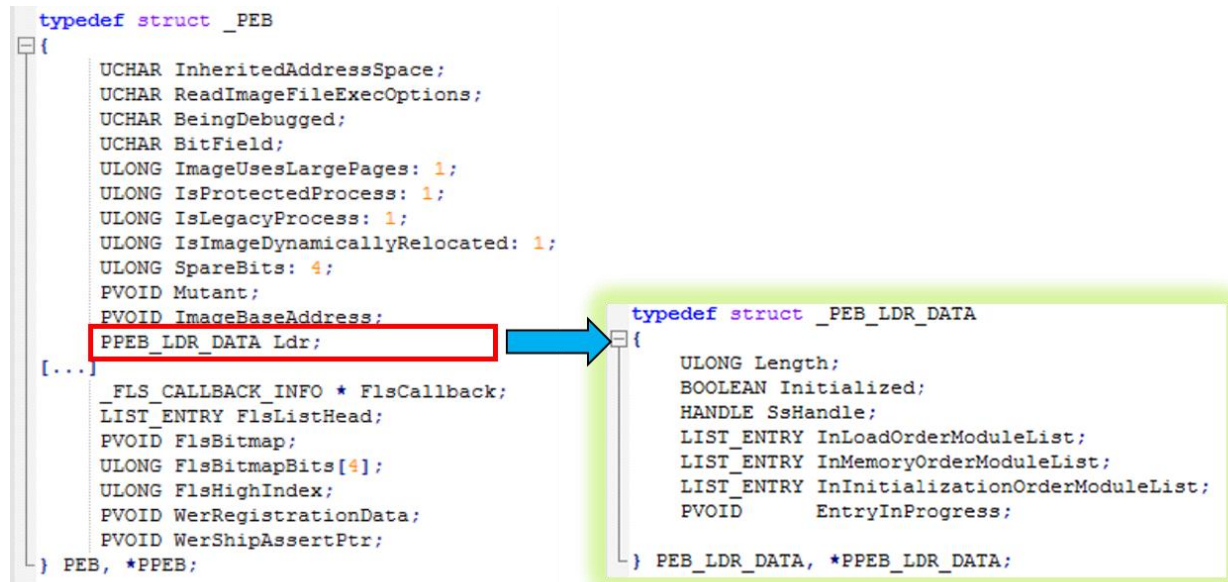 typedef struct _PEB
{
UCHAR InheritedAddressSpace;
UCHAR ReadImageFileExecOptions;
UCHAR BeingDebugged;
UCHAR BitField;
ULONG ImageUsesLargePages: 1;
ULONG IsProtectedProcess: 1;
ULONG IsLegacyProcess: 1;
ULONG IsImageDynamicallyRelocated: 1;
ULONG SpareBits: 4;
PVOID Mutant;
PVOID ImageBaseAddress;
PPEB_LDR_DATA Ldr;
[...]
_FLS_CALLBACK_INFO * FlsCallback;
LIST_ENTRY FlsListHead;
PVOID FlsBitmap;
ULONG FlsBitmapBits[4];
ULONG FlsHighIndex;
PVOID WerRegistrationData;
PVOID WerShipAssertPtr;
} PEB, *PPEB;
typedef struct _PEB_LDR_DATA
{
ULONG Length;
BOOLEAN Initialized;
HANDLE SsHandle;
LIST_ENTRY InLoadOrderModuleList;
LIST_ENTRY InMemoryOrderModuleList;
LIST_ENTRY InInitializationOrderModuleList;
PVOID EntryInProgress;
} PEB_LDR_DATA, *PPEB_LDR_DATA;